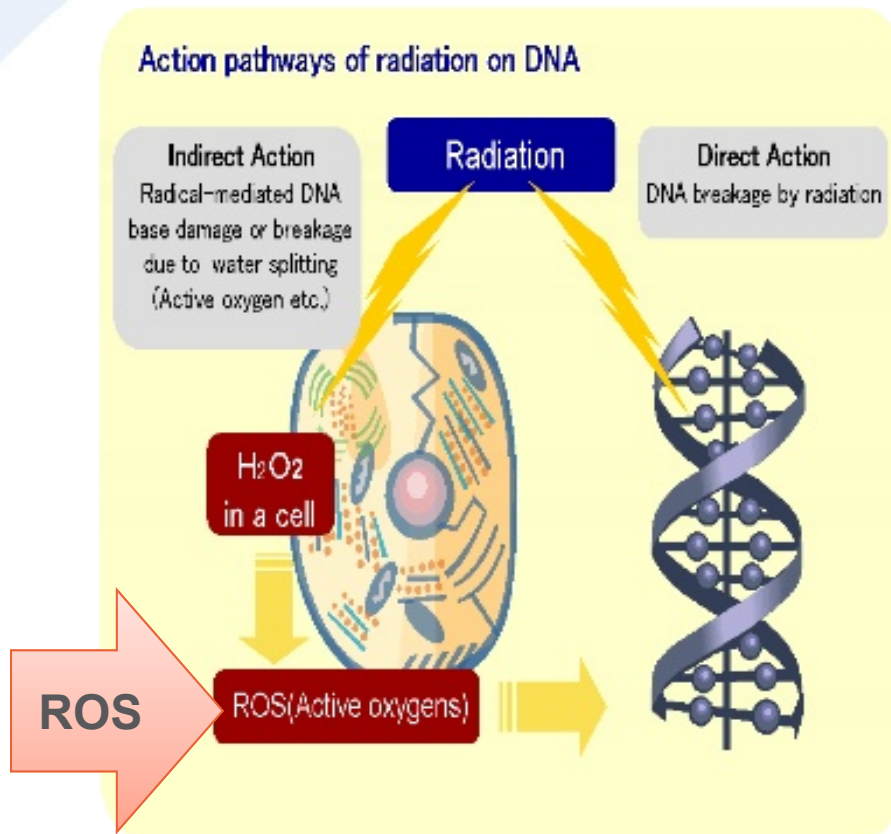 Action pathways of radiation on DNA
Indirect Action
Radical-mediated DNA
base damage or breakage
due to water splitting
(Active oxygen etc.)
Radiation
Direct Action
DNA breakage by radiation
H₂O₂
in a cell
ROS
ROS(Active oxygens)